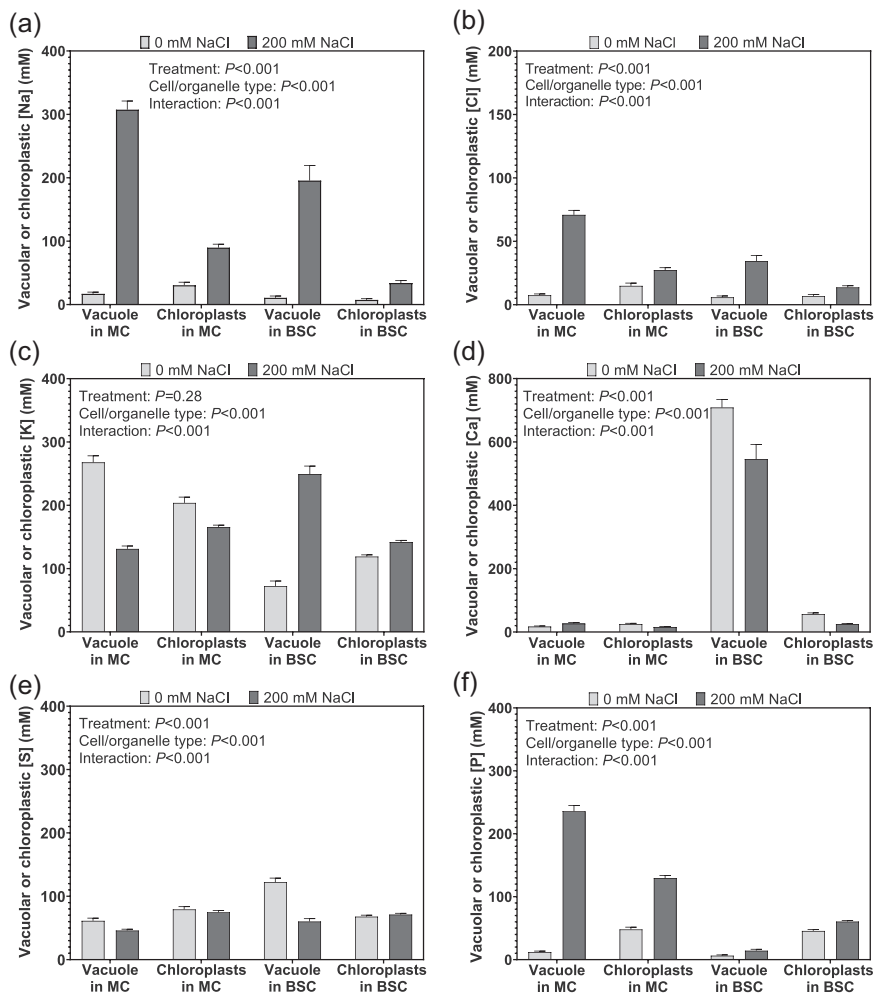 (a)
0 mM NaCl 200 mM NaCl
Vacuolar or chloroplastic [Na] (mM)
400
300
200
100
0
Treatment: P<0.001
Cell/organelle type: P<0.001
Interaction: P<0.001
Vacuole in MC
Chloroplasts in MC
Vacuole in BSC
Chloroplasts in BSC
(b)
0 mM NaCl 200 mM NaCl
Vacuolar or chloroplastic [Cl] (mM)
200
150
100
50
0
Treatment: P<0.001
Cell/organelle type: P<0.001
Interaction: P<0.001
Vacuole in MC
Chloroplasts in MC
Vacuole in BSC
Chloroplasts in BSC
(c)
0 mM NaCl 200 mM NaCl
Vacuolar or chloroplastic [K] (mM)
400
300
200
100
0
Treatment: P=0.28
Cell/organelle type: P<0.001
Interaction: P<0.001
Vacuole in MC
Chloroplasts in MC
Vacuole in BSC
Chloroplasts in BSC
(d)
0 mM NaCl 200 mM NaCl
Vacuolar or chloroplastic [Ca] (mM)
800
600
400
200
0
Treatment: P<0.001
Cell/organelle type: P<0.001
Interaction: P<0.001
Vacuole in MC
Chloroplasts in MC
Vacuole in BSC
Chloroplasts in BSC
(e)
0 mM NaCl 200 mM NaCl
Vacuolar or chloroplastic [S] (mM)
400
300
200
100
0
Treatment: P<0.001
Cell/organelle type: P<0.001
Interaction: P<0.001
Vacuole in MC
Chloroplasts in MC
Vacuole in BSC
Chloroplasts in BSC
(f)
0 mM NaCl 200 mM NaCl
Vacuolar or chloroplastic [P] (mM)
400
300
200
100
0
Treatment: P<0.001
Cell/organelle type: P<0.001
Interaction: P<0.001
Vacuole in MC
Chloroplasts in MC
Vacuole in BSC
Chloroplasts in BSC